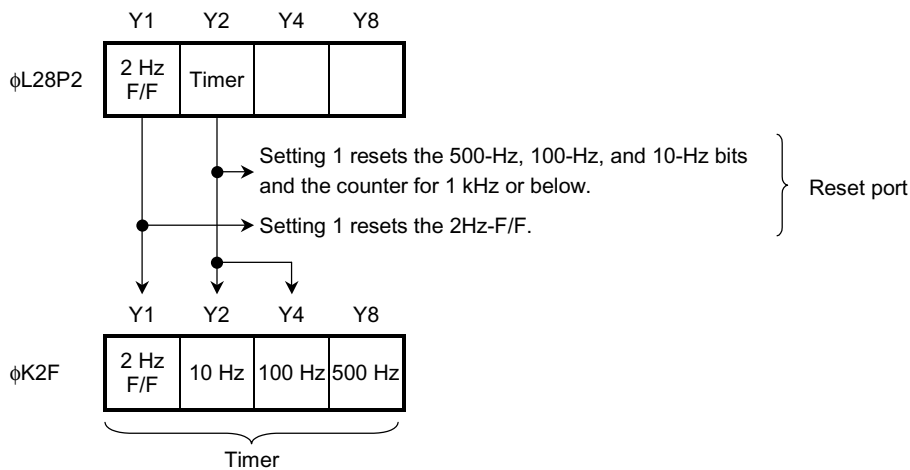 Y1 Y2 Y4 Y8
φL28P2
2 Hz
F/F
Timer
Setting 1 resets the 500-Hz, 100-Hz, and 10-Hz bits
and the counter for 1 kHz or below.
Setting 1 resets the 2Hz-F/F.
Reset port
Y1 Y2 Y4 Y8
φK2F
2 Hz
F/F
10 Hz
100 Hz
500 Hz
Timer